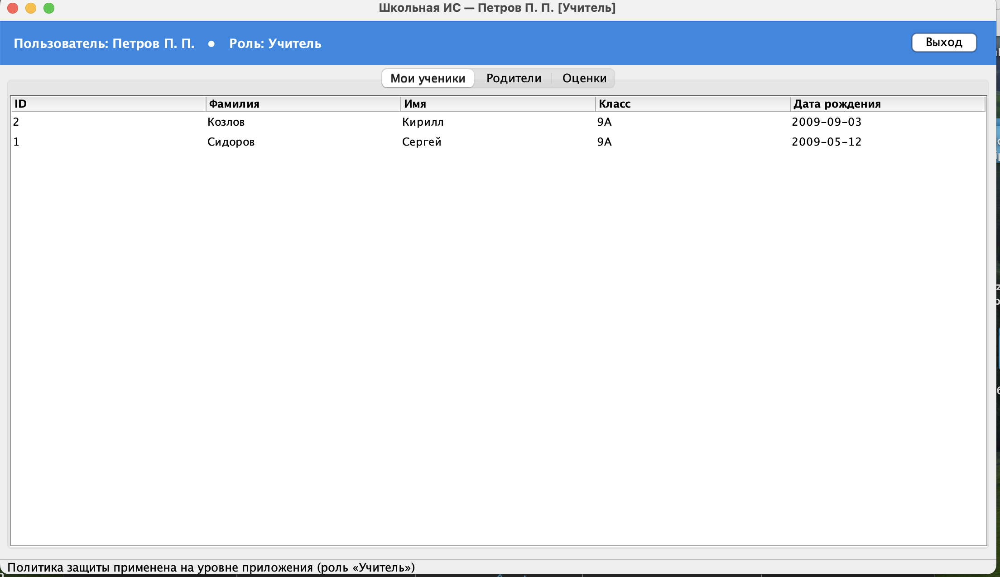 Школьная ИС — Петров П. П. [Учитель]
Пользователь: Петров П. П. ● Роль: Учитель
Выход
Мои ученики Родители Оценки
ID Фамилия Имя Класс Дата рождения
2 Козлов Кирилл 9А 2009-09-03
1 Сидоров Сергей 9А 2009-05-12
Политика защиты применена на уровне приложения (роль «Учитель»)